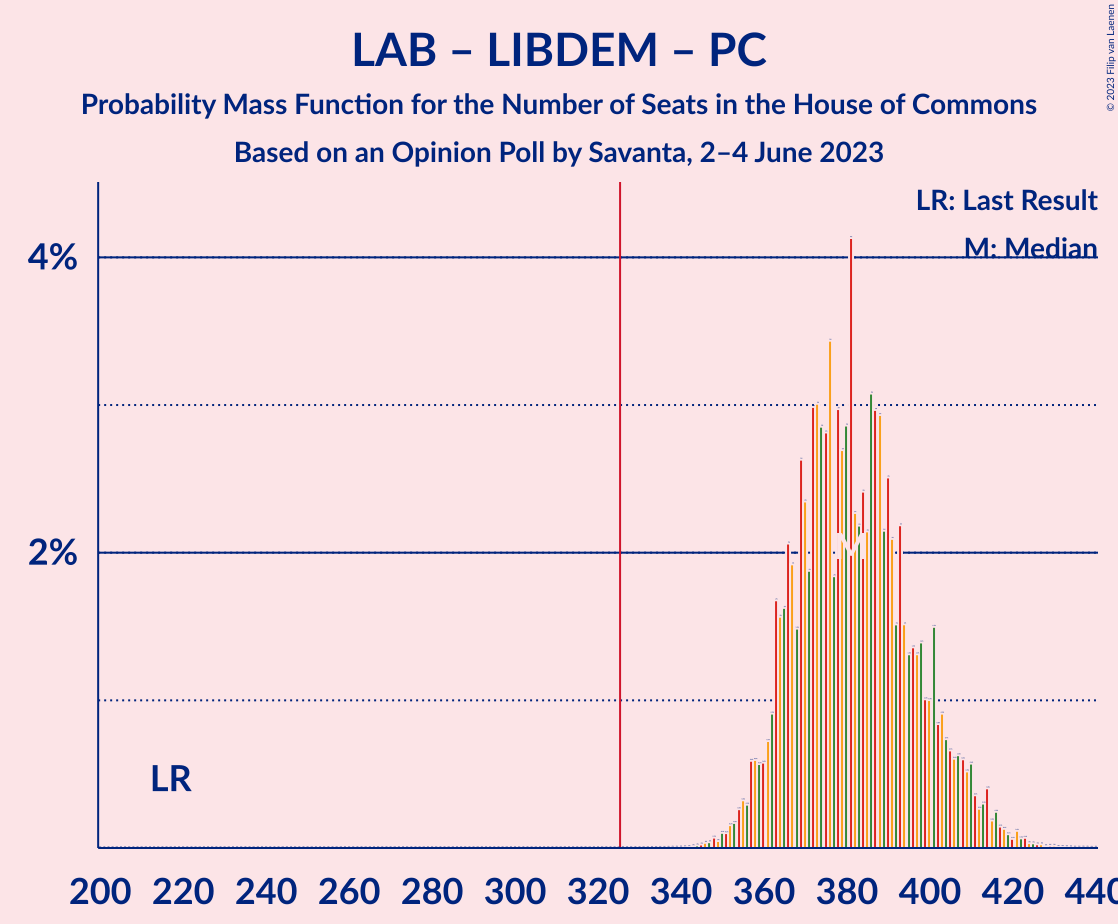 LAB – LIBDEM – PC
Probability Mass Function for the Number of Seats in the House of Commons
Based on an Opinion Poll by Savanta, 2–4 June 2023
© 2023 Filip van Laenen
LR: Last Result
M: Median
4%
2%
LR
M
200 220 240 260 280 300 320 340 360 380 400 420 440